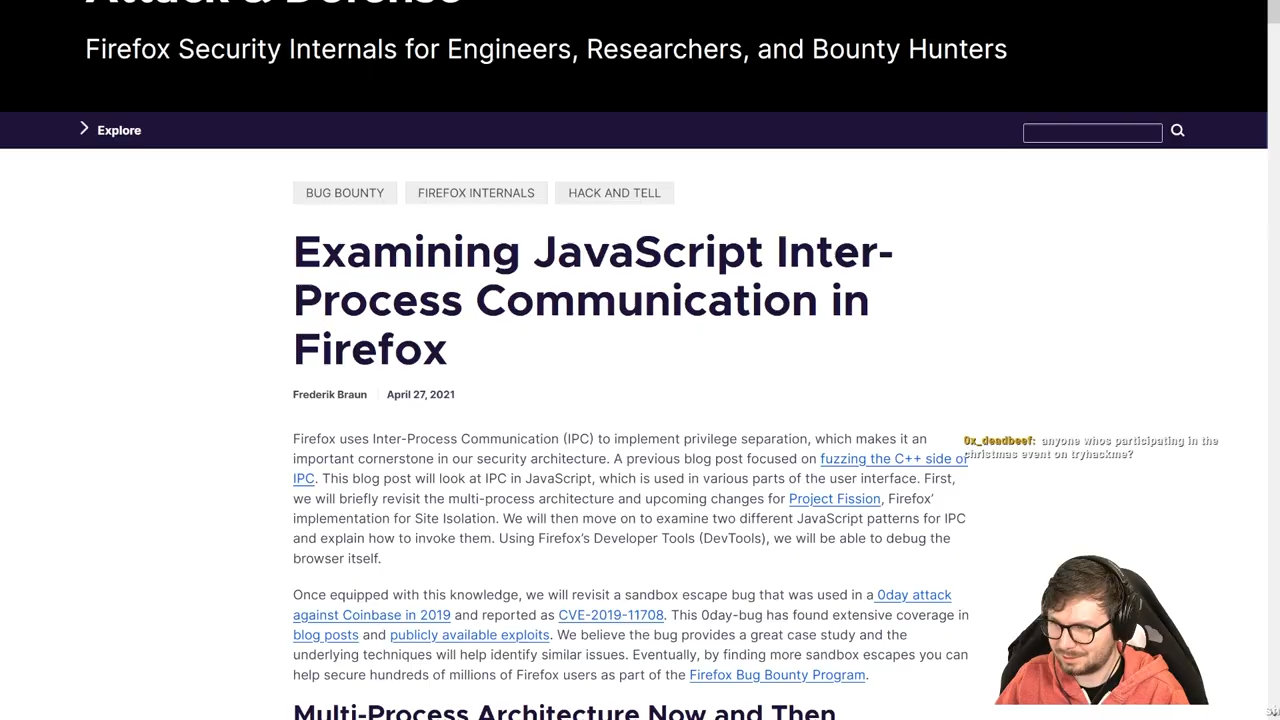 Attack & Defense
Firefox Security Internals for Engineers, Researchers, and Bounty Hunters
Explore
BUG BOUNTY FIREFOX INTERNALS HACK AND TELL
Examining JavaScript Inter-
Process Communication in
Firefox
Frederik Braun April 27, 2021
Firefox uses Inter-Process Communication (IPC) to implement privilege separation, which makes it an
important cornerstone in our security architecture. A previous blog post focused on fuzzing the C++ side of
IPC. This blog post will look at IPC in JavaScript, which is used in various parts of the user interface. First,
we will briefly revisit the multi-process architecture and upcoming changes for Project Fission, Firefox'
implementation for Site Isolation. We will then move on to examine two different JavaScript patterns for IPC
and explain how to invoke them. Using Firefox's Developer Tools (DevTools), we will be able to debug the
browser itself.
Once equipped with this knowledge, we will revisit a sandbox escape bug that was used in a 0day attack
against Coinbase in 2019 and reported as CVE-2019-11708. This 0day-bug has found extensive coverage in
blog posts and publicly available exploits. We believe the bug provides a great case study and the
underlying techniques will help identify similar issues. Eventually, by finding more sandbox escapes you can
help secure hundreds of millions of Firefox users as part of the Firefox Bug Bounty Program.
Multi-Process Architecture Now and Then
0x_deadbeef: anyone whos participating in the
christmas event on tryhackme?